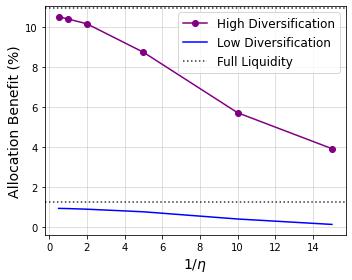 10
8
6
4
2
0
Allocation Benefit (%)
High Diversification
Low Diversification
Full Liquidity
0 2 4 6 8 10 12 14
1/η